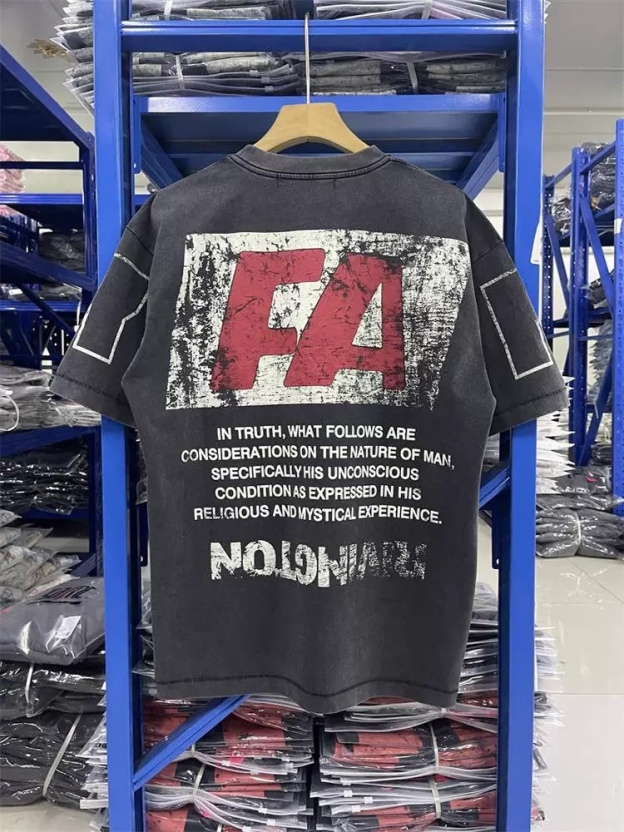 FA
IN TRUTH, WHAT FOLLOWS ARE
CONSIDERATIONS ON THE NATURE OF MAN,
SPECIFICALLY HIS UNCONSCIOUS
CONDITION AS EXPRESSED IN HIS
RELIGIOUS AND MYSTICAL EXPERIENCE.